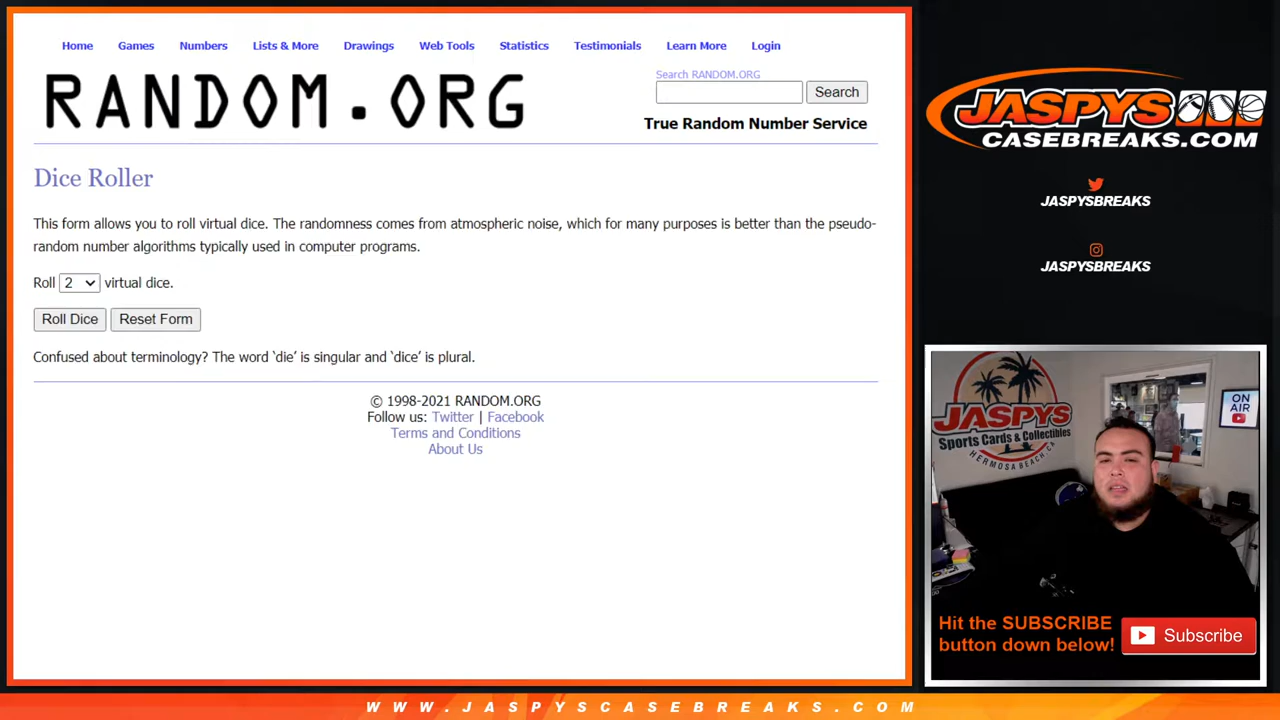 Home Games Numbers Lists & More Drawings Web Tools Statistics Testimonials Learn More Login
RANDOM.ORG
Search RANDOM.ORG
Search
True Random Number Service
Dice Roller
This form allows you to roll virtual dice. The randomness comes from atmospheric noise, which for many purposes is better than the pseudo-
random number algorithms typically used in computer programs.
Roll 2 virtual dice.
Roll Dice Reset Form
Confused about terminology? The word ‘die’ is singular and ‘dice’ is plural.
© 1998-2021 RANDOM.ORG
Follow us: Twitter | Facebook
Terms and Conditions
About Us
JASPYS
CASEBREAKS.COM
JASPYSBREAKS
JASPYSBREAKS
JASPYS
Sports Cards & Collectibles
HERMOSA BEACH, CA
ON
AIR
Hit the SUBSCRIBE
button down below!
Subscribe
WWW.JASPYSCASEBREAKS.COM